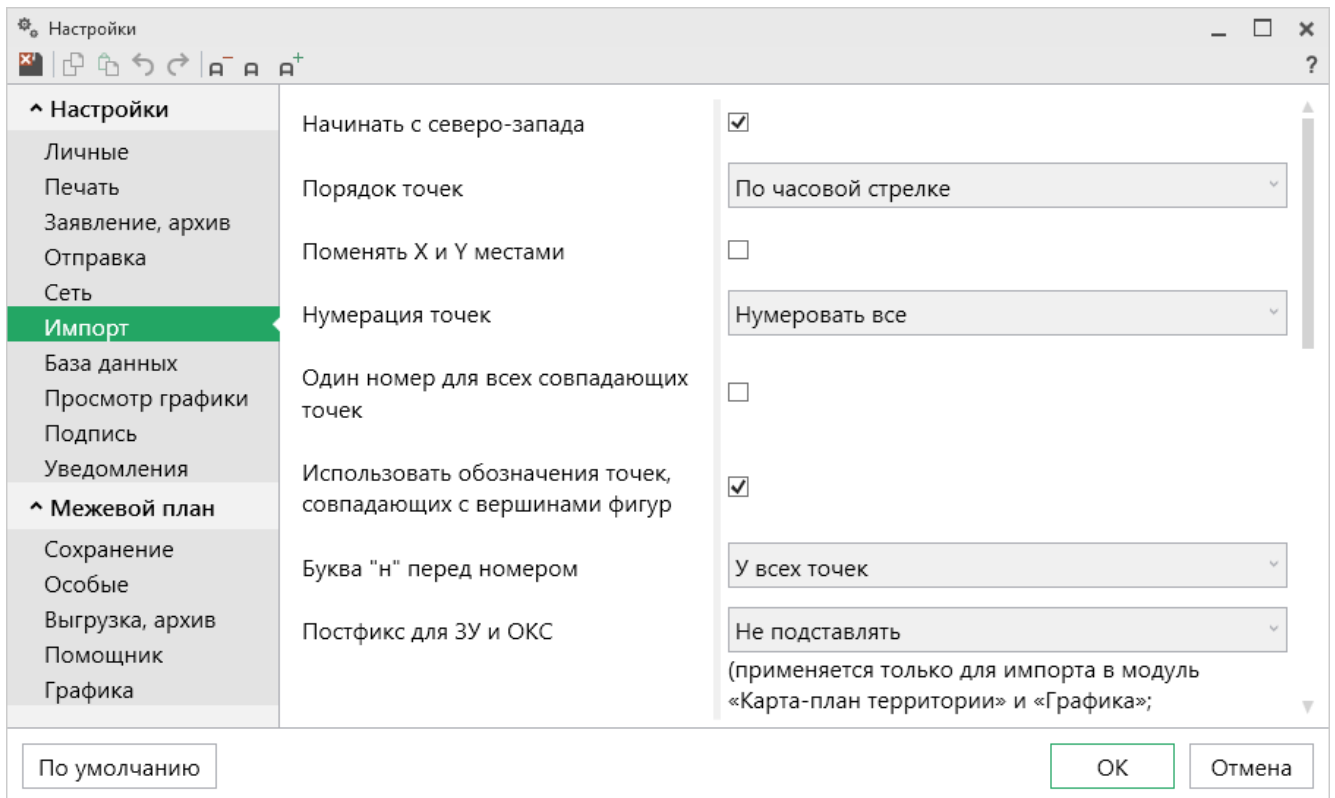 Настройки
?
Настройки
Личные
Печать
Заявление, архив
Отправка
Сеть
Импорт
База данных
Просмотр графики
Подпись
Уведомления
Межевой план
Сохранение
Особые
Выгрузка, архив
Помощник
Графика
Начинать с северо-запада
Порядок точек
По часовой стрелке
Поменять X и Y местами
Нумерация точек
Нумеровать все
Один номер для всех совпадающих
точек
Использовать обозначения точек,
совпадающих с вершинами фигур
Буква "н" перед номером
У всех точек
Постфикс для ЗУ и ОКС
Не подставлять
(применяется только для импорта в модуль
«Карта-план территории» и «Графика»;
По умолчанию
ОК
Отмена